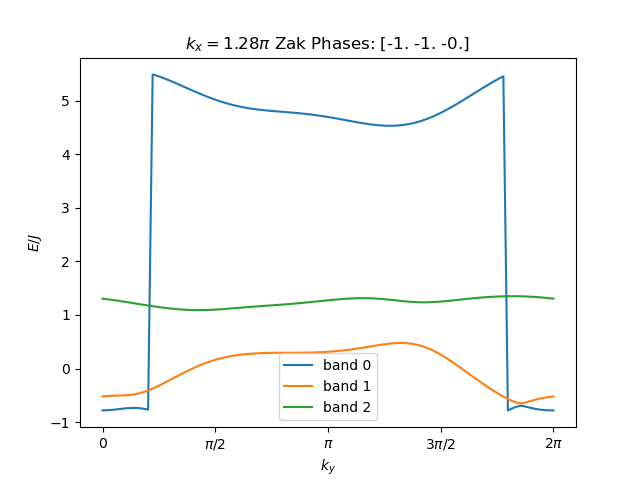 $k_x = 1.28\pi$ Zak Phases: [-1. -1. -0.]
E/J
5
4
3
2
1
0
−1
band 0
band 1
band 2
0
π/2
π
3π/2
2π
$k_y$